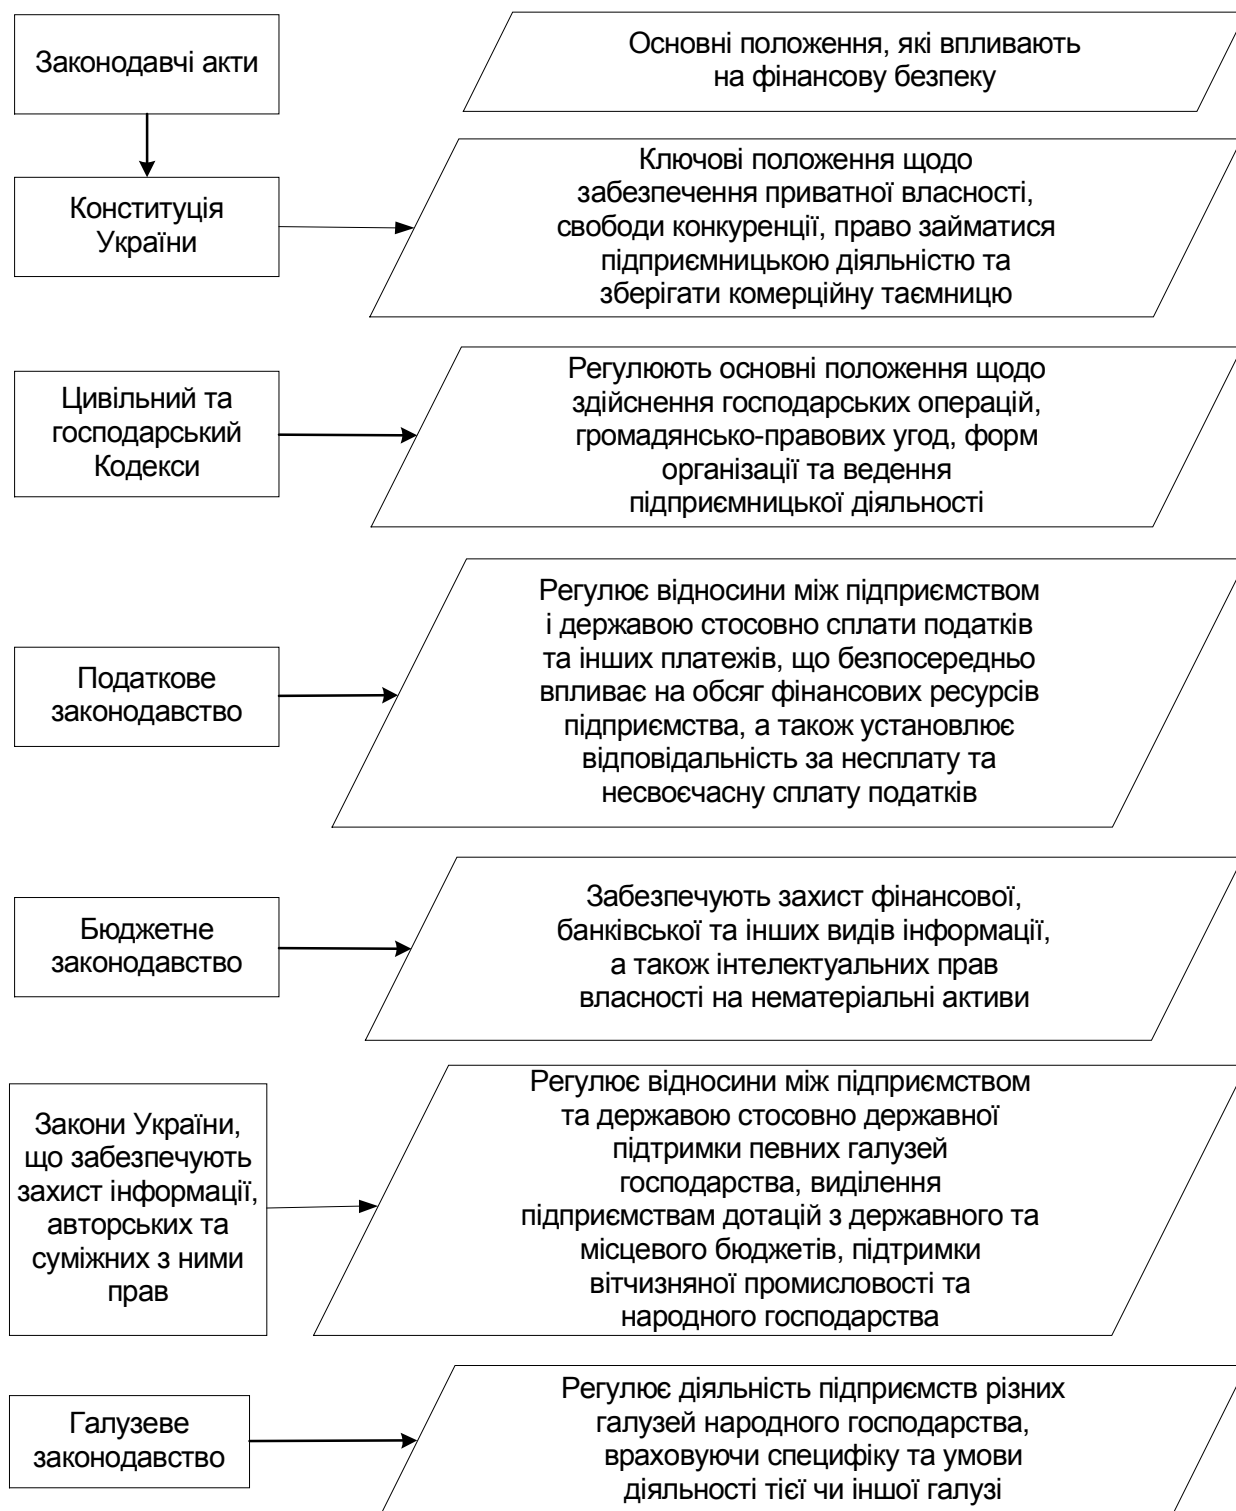 Законодавчі акти
Основні положення, які впливають
на фінансову безпеку
Конституція
України
Ключові положення щодо
забезпечення приватної власності,
свободи конкуренції, право займатися
підприємницькою діяльністю та
зберігати комерційну таємницю
Цивільний та
господарський
Кодекси
Регулюють основні положення щодо
здійснення господарських операцій,
громадянсько-правових угод, форм
організації та ведення
підприємницької діяльності
Податкове
законодавство
Регулює відносини між підприємством
і державою стосовно сплати податків
та інших платежів, що безпосередньо
впливає на обсяг фінансових ресурсів
підприємства, а також установлює
відповідальність за несплату та
несвоєчасну сплату податків
Бюджетне
законодавство
Забезпечують захист фінансової,
банківської та інших видів інформації,
а також інтелектуальних прав
власності на нематеріальні активи
Закони України,
що забезпечують
захист інформації,
авторських та
суміжних з ними
прав
Регулює відносини між підприємством
та державою стосовно державної
підтримки певних галузей
господарства, виділення
підприємствам дотацій з державного та
місцевого бюджетів, підтримки
вітчизняної промисловості та
народного господарства
Галузеве
законодавство
Регулює діяльність підприємств різних
галузей народного господарства,
враховуючи специфіку та умови
діяльності тієї чи іншої галузі